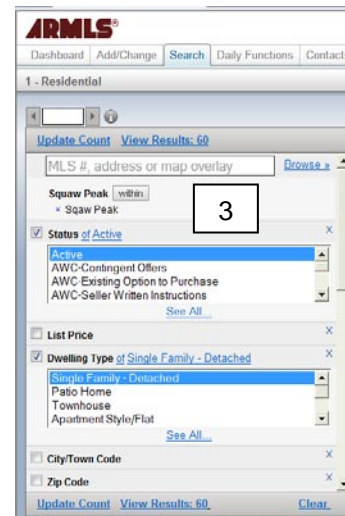 ARMLS®
Dashboard Add/Change Search Daily Functions Contact
1 - Residential
Update Count View Results: 60
MLS #, address or map overlay Browse »
Squaw Peak within
× Sqaw Peak
3
Status of Active X
Active
AWC-Contingent Offers
AWC-Existing Option to Purchase
AWC-Seller Written Instructions
See All...
List Price X
Dwelling Type of Single Family - Detached X
Single Family - Detached
Patio Home
Townhouse
Apartment Style/Flat
See All...
City/Town Code X
Zip Code X
Update Count View Results: 60 Clear